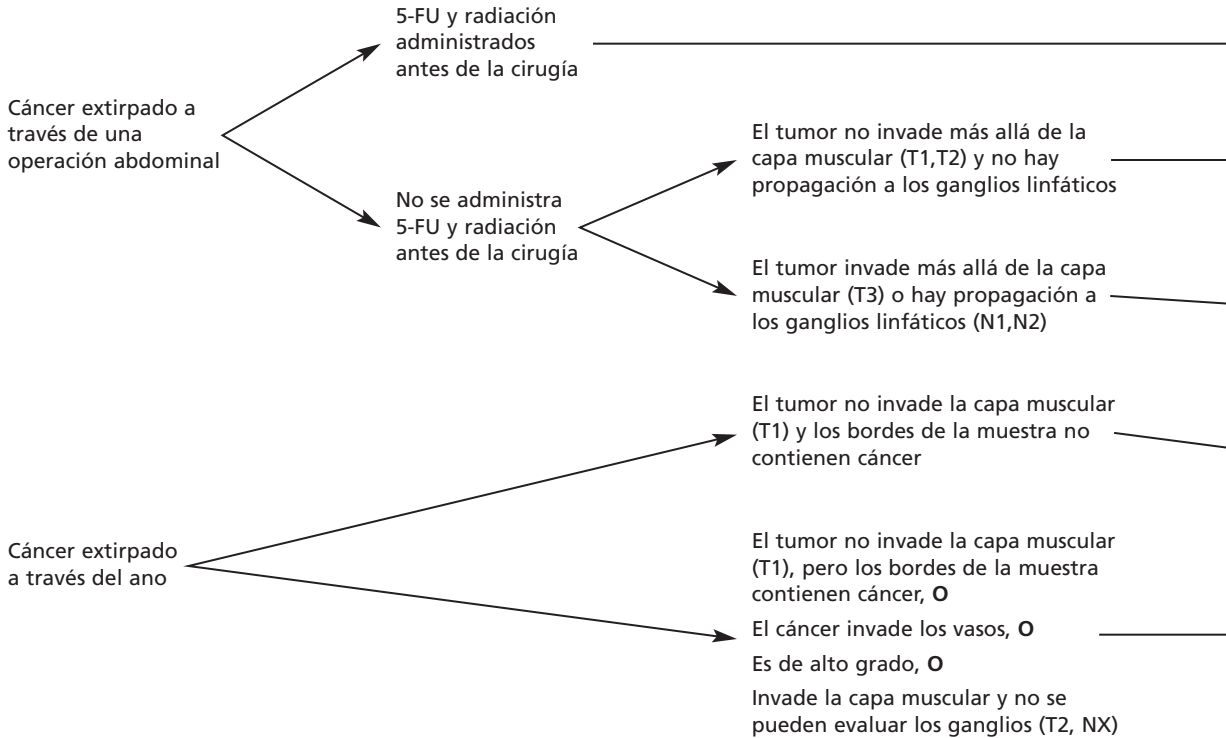 5-FU y radiación
administrados
antes de la cirugía
Cáncer extirpado a
través de una
operación abdominal
El tumor no invade más allá de la
capa muscular (T1,T2) y no hay
propagación a los ganglios linfáticos
No se administra
5-FU y radiación
antes de la cirugía
El tumor invade más allá de la capa
muscular (T3) o hay propagación a
los ganglios linfáticos (N1,N2)
El tumor no invade la capa muscular
(T1) y los bordes de la muestra no
contienen cáncer
Cáncer extirpado
a través del ano
El tumor no invade la capa muscular
(T1), pero los bordes de la muestra
contienen cáncer, O
El cáncer invade los vasos, O
Es de alto grado, O
Invade la capa muscular y no se
pueden evaluar los ganglios (T2, NX)